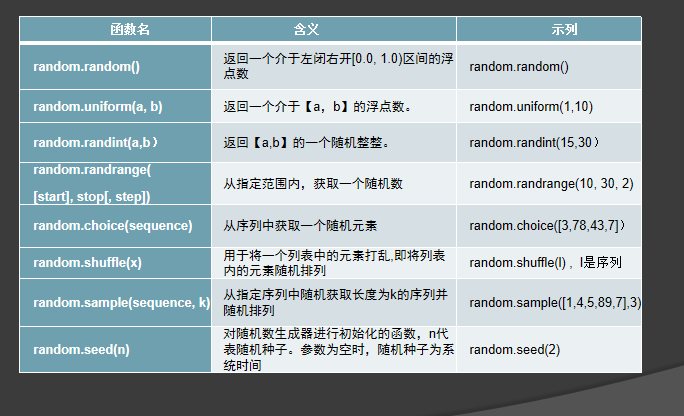 函数名 含义 示列
random.random() 返回一个介于左闭右开[0.0, 1.0)区间的浮 random.random()
点数
random.uniform(a, b) 返回一个介于【a，b】的浮点数。 random.uniform(1,10)
random.randint(a,b） 返回【a,b】的一个随机整整。 random.randint(15,30）
random.randrange(
[start], stop[, step]) 从指定范围内，获取一个随机数 random.randrange(10, 30, 2)
random.choice(sequence) 从序列中获取一个随机元素 random.choice([3,78,43,7]）
random.shuffle(x) 用于将一个列表中的元素打乱,即将列表 random.shuffle(l) ,  l是序列
内的元素随机排列
random.sample(sequence, k) 从指定序列中随机获取长度为k的序列并 random.sample([1,4,5,89,7],3)
随机排列
random.seed(n) 对随机数生成器进行初始化的函数，n代 random.seed(2)
表随机种子。参数为空时，随机种子为系
统时间